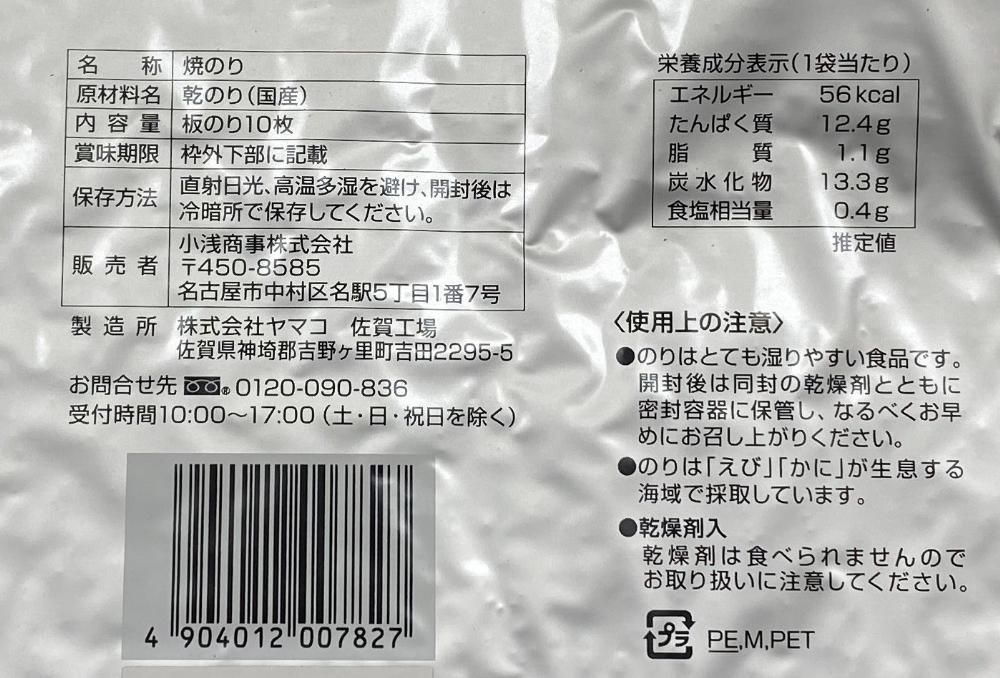 名称 焼のり
原材料名 乾のり(国産)
内容量 板のり10枚
賞味期限 枠外下部に記載
保存方法 直射日光、高温多湿を避け、開封後は
冷暗所で保存してください。
販売者 小浅商事株式会社
〒450-8585
名古屋市中村区名駅5丁目1番7号
製造所 株式会社ヤマコ 佐賀工場
佐賀県神埼郡吉野ヶ里町吉田2295-5
お問合せ先 0120-090-836
受付時間10:00〜17:00(土・日・祝日を除く)
4 904012 007827
栄養成分表示(1袋当たり)
エネルギー 56kcal
たんぱく質 12.4g
脂質 1.1g
炭水化物 13.3g
食塩相当量 0.4g
推定値
〈使用上の注意〉
●のりはとても湿りやすい食品です。
開封後は同封の乾燥剤とともに
密封容器に保管し、なるべくお早
めにお召し上がりください。
●のりは「えび」「かに」が生息する
海域で採取しています。
●乾燥剤入
乾燥剤は食べられませんので
お取り扱いに注意してください。
プラ PE,M,PET